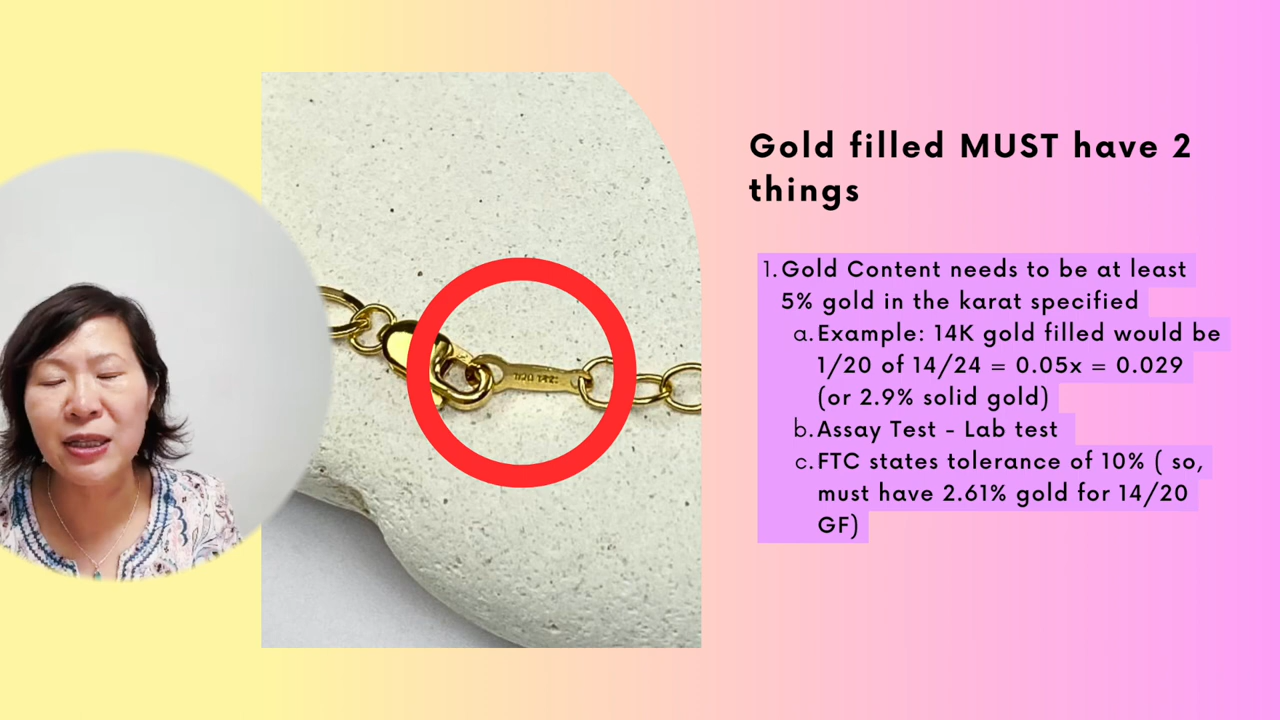 Gold filled MUST have 2
things
1. Gold Content needs to be at least
5% gold in the karat specified
a. Example: 14K gold filled would be
1/20 of 14/24 = 0.05x = 0.029
(or 2.9% solid gold)
b. Assay Test - Lab test
c. FTC states tolerance of 10% ( so,
must have 2.61% gold for 14/20
GF)